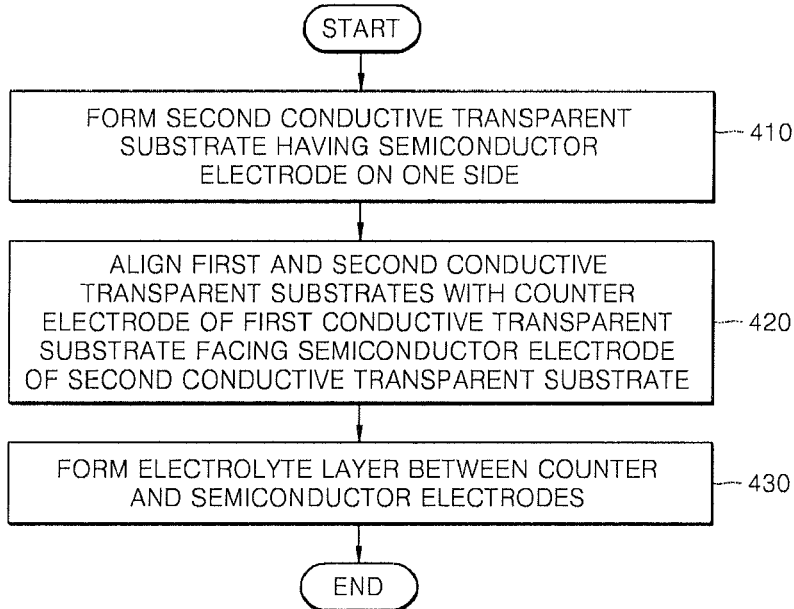 START
FORM SECOND CONDUCTIVE TRANSPARENT
SUBSTRATE HAVING SEMICONDUCTOR
ELECTRODE ON ONE SIDE
410
ALIGN FIRST AND SECOND CONDUCTIVE
TRANSPARENT SUBSTRATES WITH COUNTER
ELECTRODE OF FIRST CONDUCTIVE TRANSPARENT
SUBSTRATE FACING SEMICONDUCTOR ELECTRODE
OF SECOND CONDUCTIVE TRANSPARENT SUBSTRATE
420
FORM ELECTROLYTE LAYER BETWEEN COUNTER
AND SEMICONDUCTOR ELECTRODES
430
END